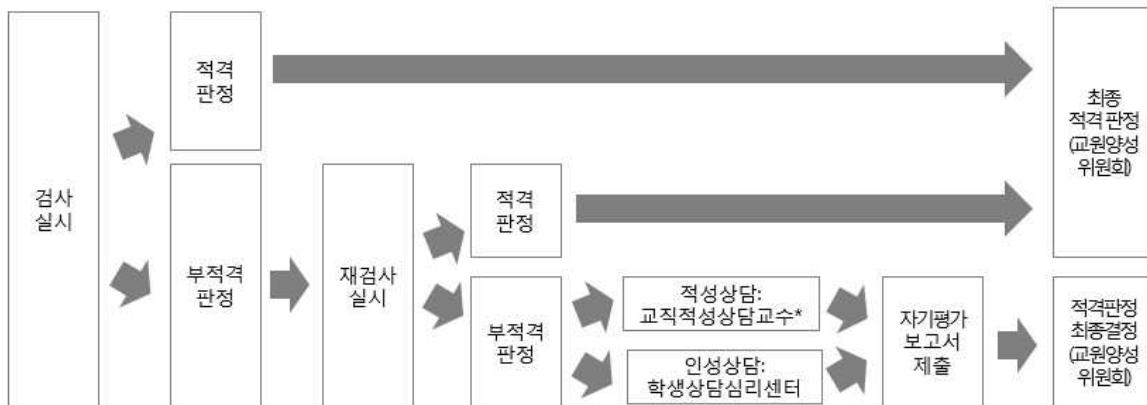 검사
실시
적격
판정
부적격
판정
재검사
실시
적격
판정
부적격
판정
적성상담:
교직적성상담교수*
인성상담:
학생상담심리센터
자기평가
보고서
제출
최종
적격 판정
(교원양성
위원회)
적격판정
최종결정
(교원양성
위원회)